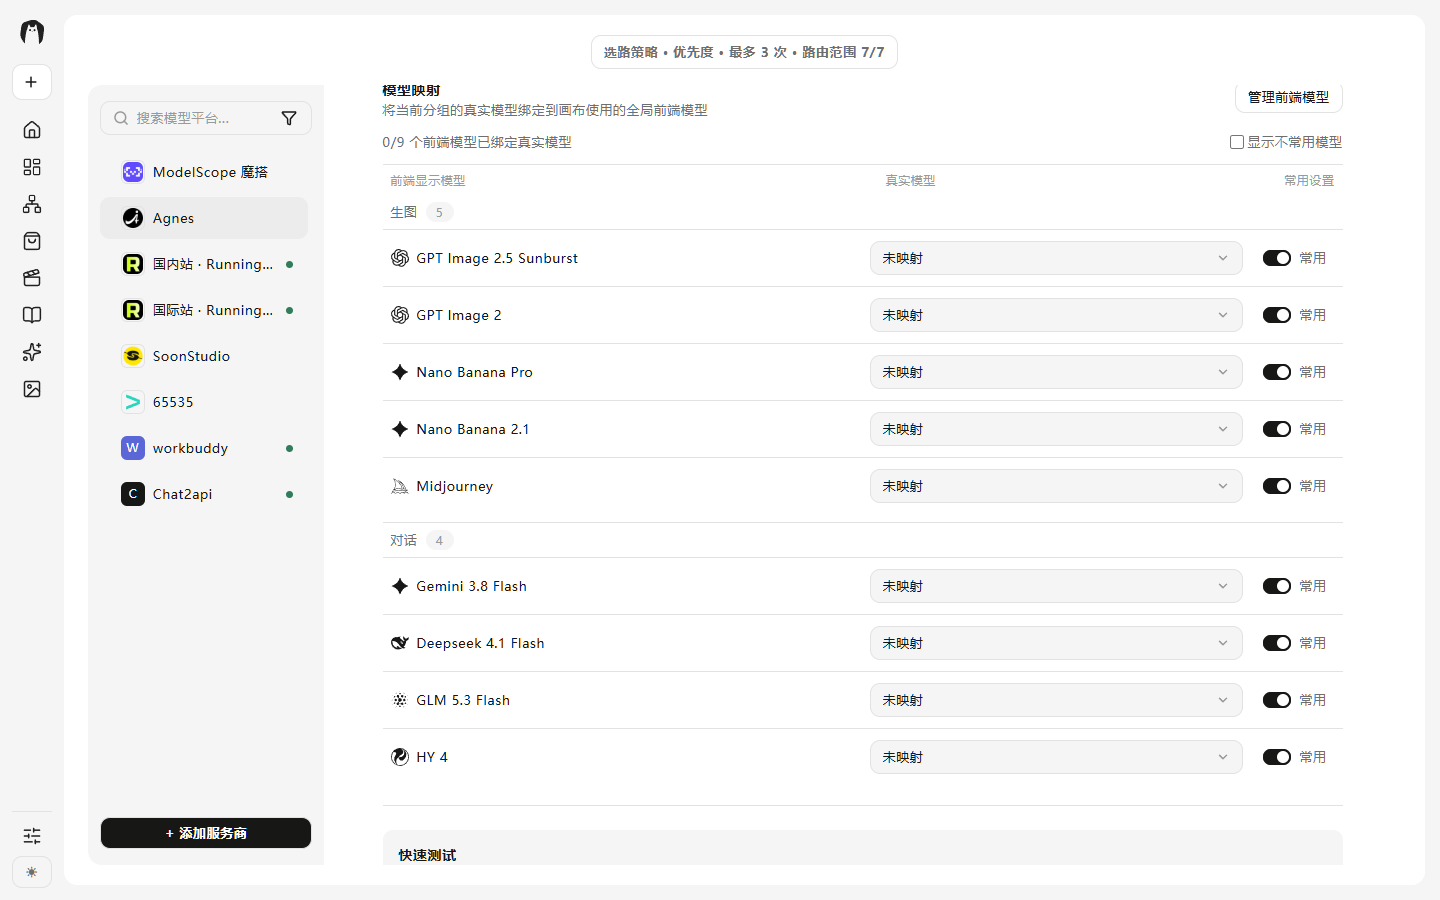 选路策略 • 优先度 • 最多 3 次 • 路由范围 7/7
搜索模型平台...
ModelScope 魔搭
Agnes
国内站 · Running...
国际站 · Running...
SoonStudio
65535
W workbuddy
C Chat2api
+ 添加服务商
模型映射
管理前端模型
将当前分组的真实模型绑定到画布使用的全局前端模型
0/9 个前端模型已绑定真实模型
显示不常用模型
前端显示模型 真实模型 常用设置
生图 5
GPT Image 2.5 Sunburst 未映射 常用
GPT Image 2 未映射 常用
Nano Banana Pro 未映射 常用
Nano Banana 2.1 未映射 常用
Midjourney 未映射 常用
对话 4
Gemini 3.8 Flash 未映射 常用
Deepseek 4.1 Flash 未映射 常用
GLM 5.3 Flash 未映射 常用
HY 4 未映射 常用
快速测试